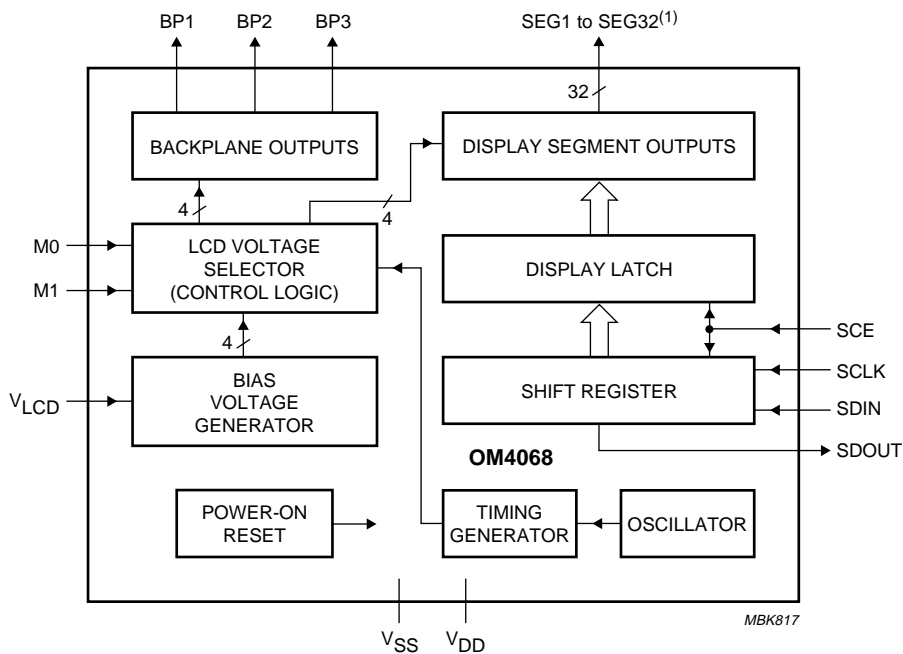 BP1 BP2 BP3 SEG1 to SEG32(1)
32
BACKPLANE OUTPUTS
DISPLAY SEGMENT OUTPUTS
4
4
M0
M1
LCD VOLTAGE
SELECTOR
(CONTROL LOGIC)
DISPLAY LATCH
4
SCE
SCLK
SDIN
SDOUT
VLCD
BIAS
VOLTAGE
GENERATOR
SHIFT REGISTER
OM4068
POWER-ON
RESET
TIMING
GENERATOR
OSCILLATOR
VSS VDD
MBK817